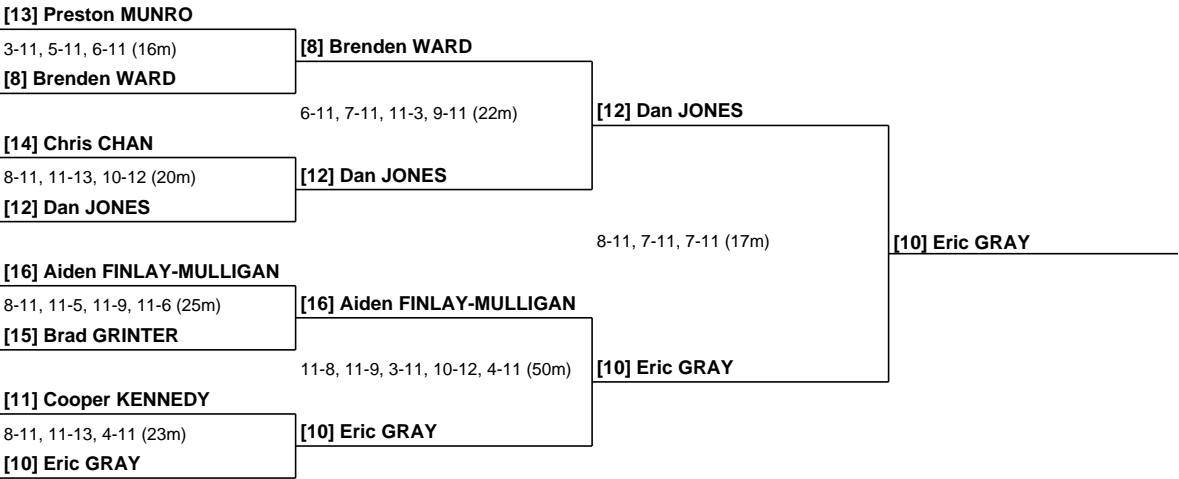 [13] Preston MUNRO
3-11, 5-11, 6-11 (16m)
[8] Brenden WARD
[8] Brenden WARD
6-11, 7-11, 11-3, 9-11 (22m)
[12] Dan JONES
[14] Chris CHAN
8-11, 11-13, 10-12 (20m)
[12] Dan JONES
[12] Dan JONES
8-11, 7-11, 7-11 (17m)
[10] Eric GRAY
[16] Aiden FINLAY-MULLIGAN
8-11, 11-5, 11-9, 11-6 (25m)
[16] Aiden FINLAY-MULLIGAN
[15] Brad GRINTER
11-8, 11-9, 3-11, 10-12, 4-11 (50m)
[10] Eric GRAY
[11] Cooper KENNEDY
8-11, 11-13, 4-11 (23m)
[10] Eric GRAY
[10] Eric GRAY